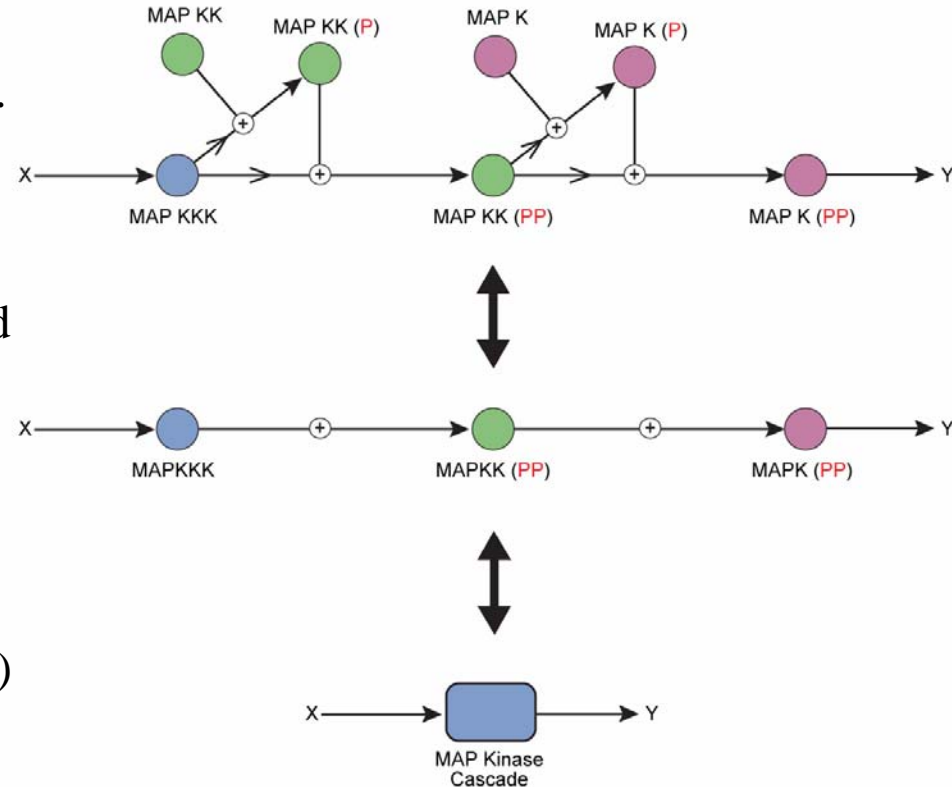 MAP KK
MAP KK (P)
MAP K
MAP K (P)
.
+
+
X
+
+
Y
MAP KKK
MAP KK (PP)
MAP K (PP)
d
X
+
+
Y
MAPKKK
MAPKK (PP)
MAPK (PP)
)
X
Y
MAP Kinase
Cascade